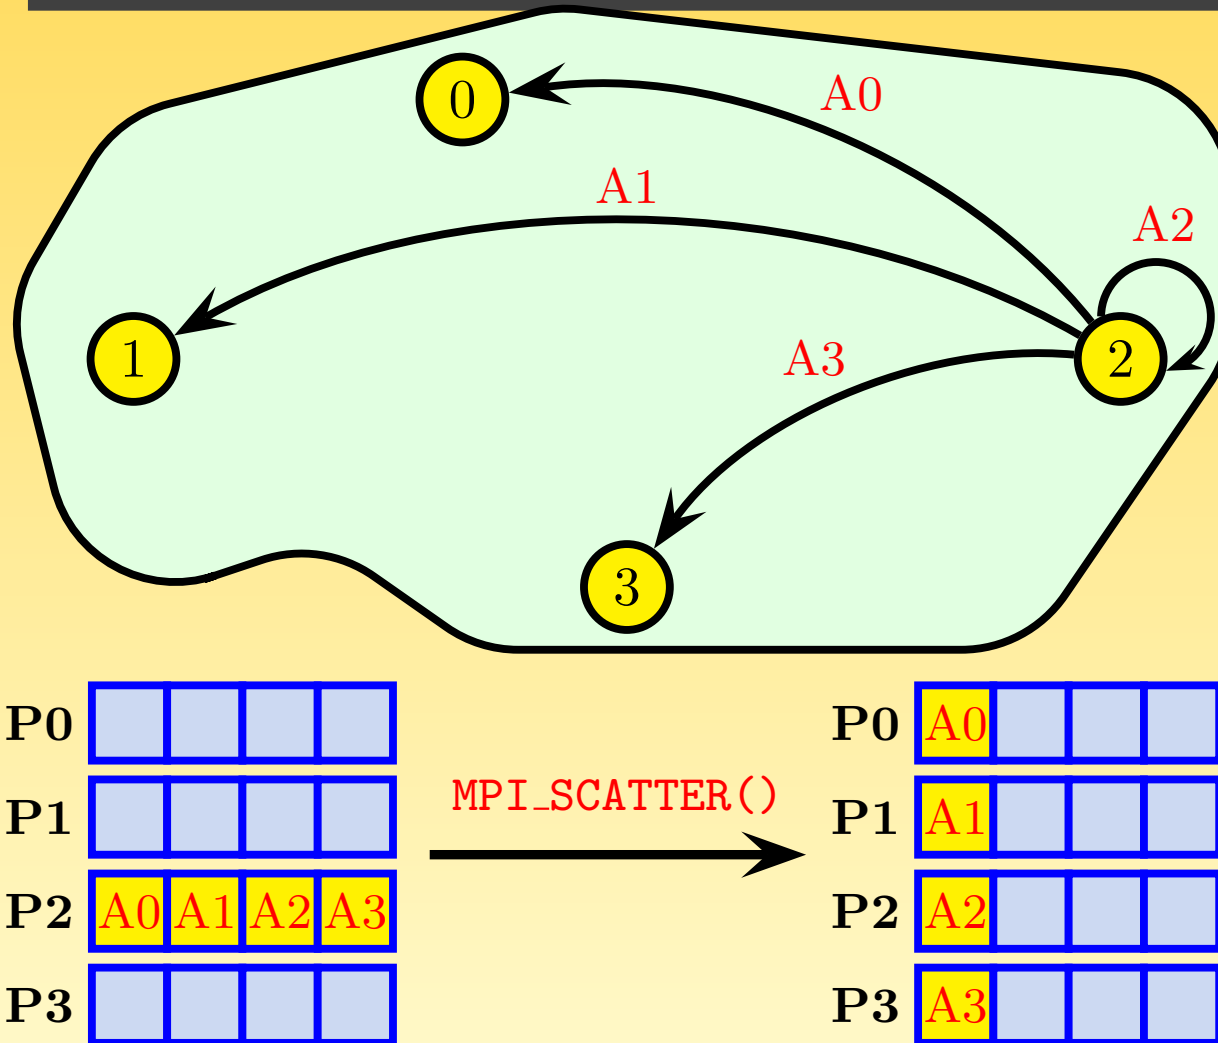 0
A0
A1
A2
1
A3
2
3
P0
P0 A0
MPI_SCATTER()
P1
P1 A1
P2 A0 A1 A2 A3
P2 A2
P3
P3 A3